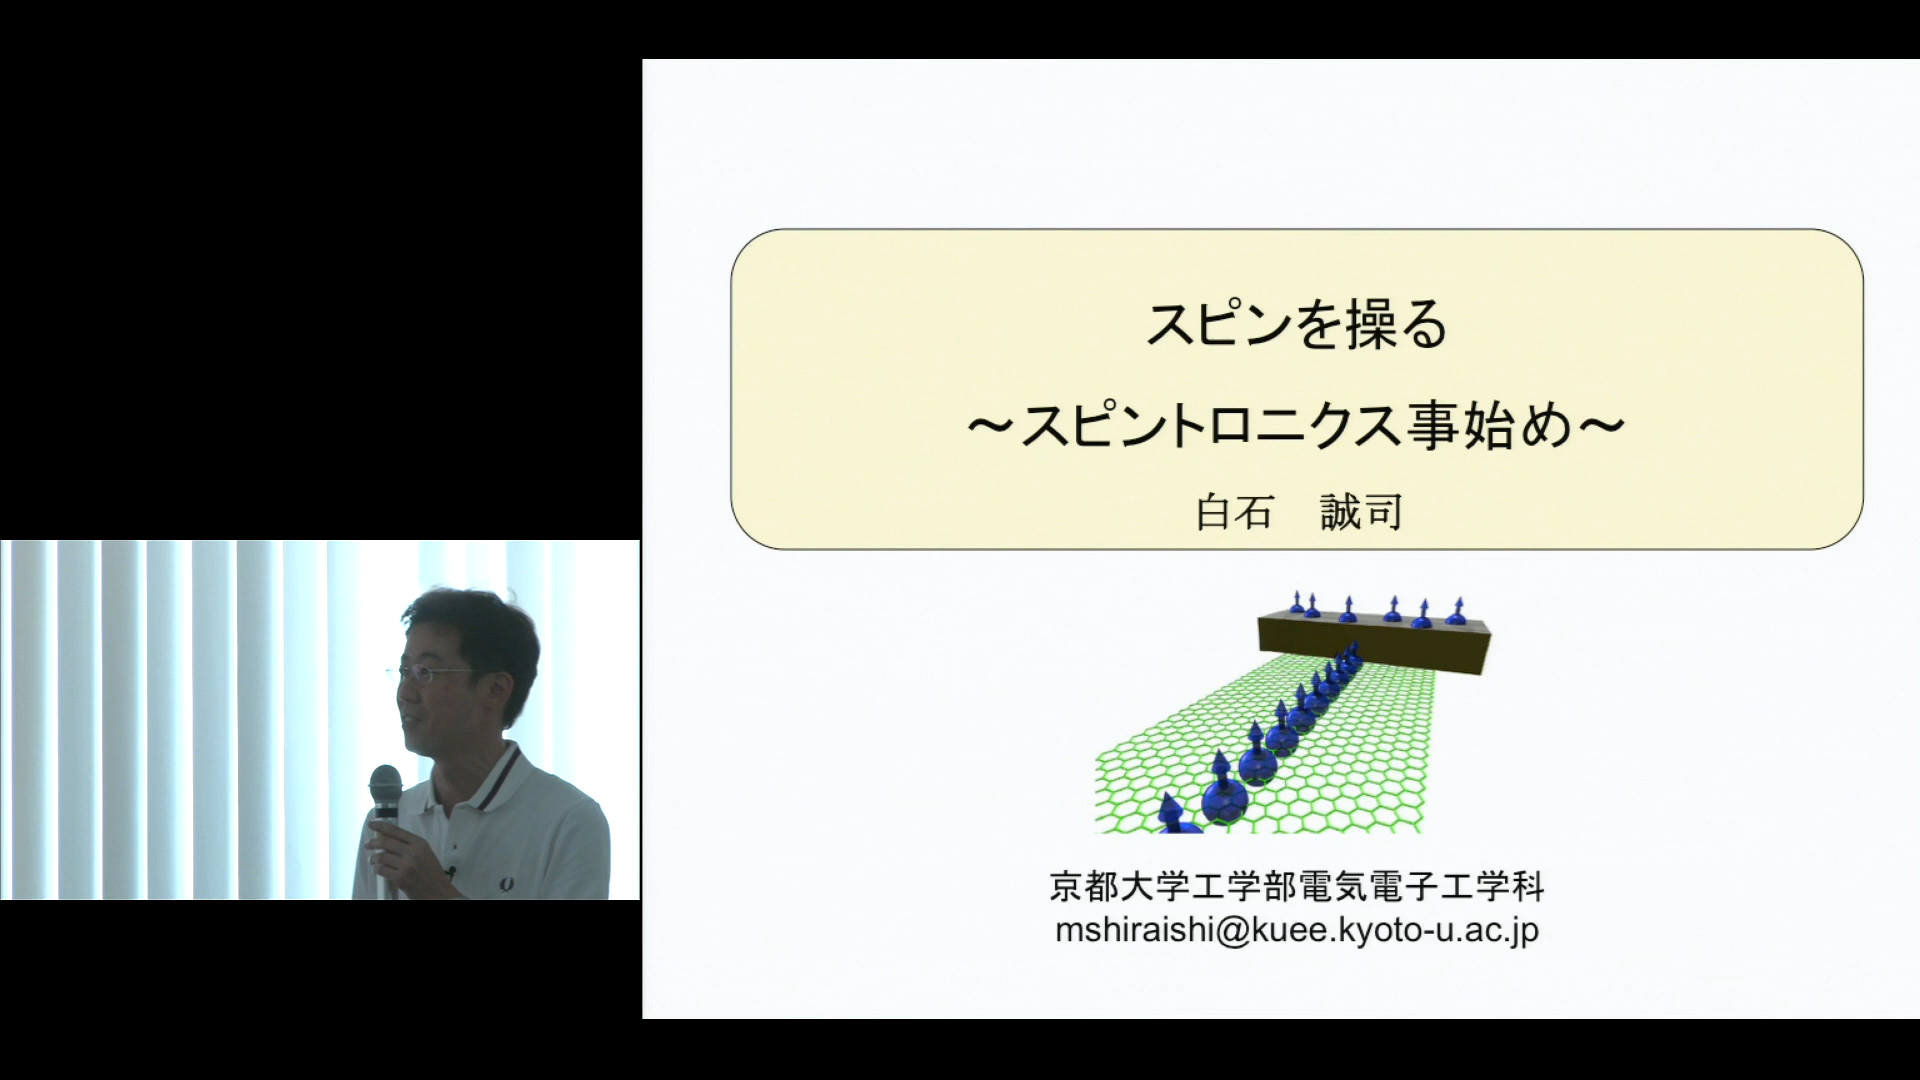 スピンを操る
～スピントロニクス事始め～
白石　誠司
京都大学工学部電気電子工学科
mshiraishi@kuee.kyoto-u.ac.jp